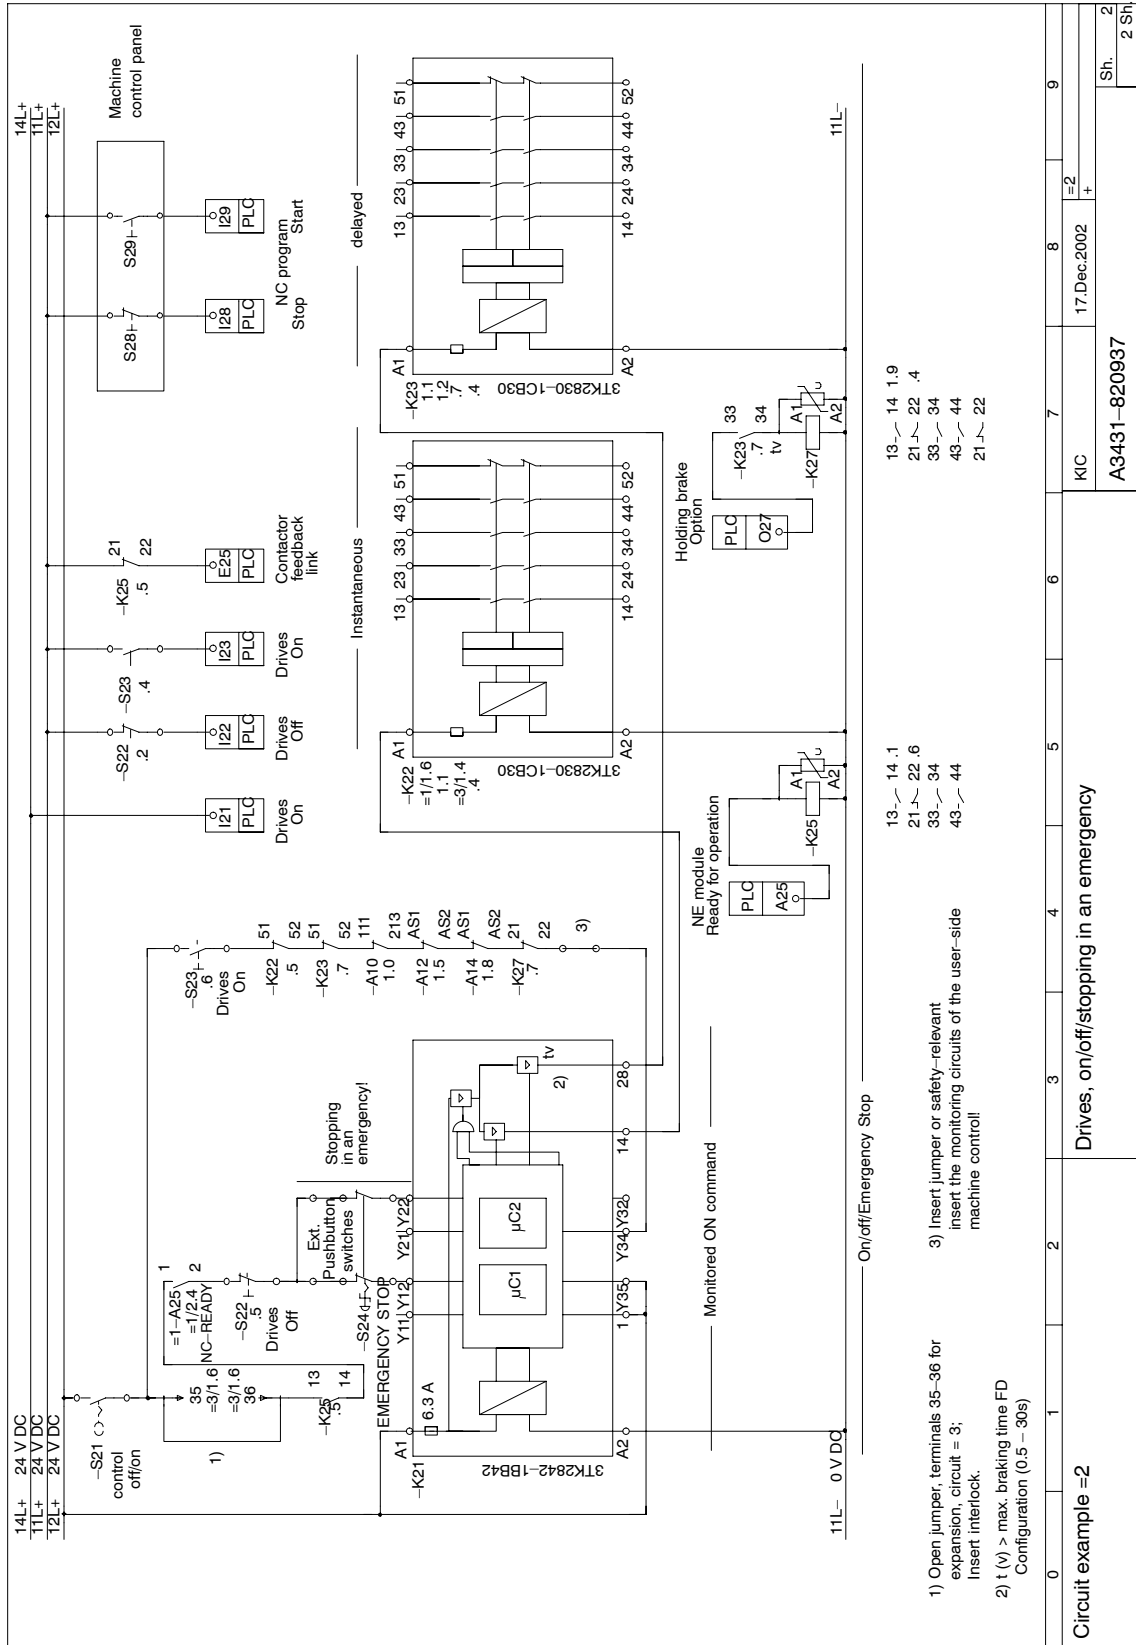 14L+ 24 V DC
11L+ 24 V DC
12L+ 24 V DC
14L+
11L+
12L+
–S21
control
off/on
1)
35
=3/1.6
=3/1.6
36
13
–K25
.5
14
=1–A25
=1/2.4
NC–READY
1
2
–S22
.5
Drives
Off
Ext.
Pushbutton
switches
–S24
EMERGENCY STOP
Stopping
in an
emergency!
–S23
.6
Drives
On
–K22
.5
51
52
–K23
.7
51
52
–A10
1.0
111
213
–A12
1.5
AS1
AS2
–A14
1.8
AS1
AS2
–K27
.7
21
22
3)
I21
PLC
Drives
On
–S22
.2
I22
PLC
Drives
Off
–S23
.4
I23
PLC
Drives
On
–K25
.5
21
22
E25
PLC
Contactor
feedback
link
S28
I28
PLC
Stop
S29
I29
PLC
Start
NC program
Machine
control panel
Instantaneous
delayed
–K21
A1
6.3 A
Y11
Y12
Y21
Y22
µC1
µC2
tv
2)
3TK2842–1BB42
A2
1
Y35
Y34
Y32
14
28
–K22
=1/1.6
1.1
=3/1.4
.4
A1
13
23
33
43
51
3TK2830–1CB30
A2
14
24
34
44
52
–K23
1.1
1.2
.7
.4
A1
13
23
33
43
51
3TK2830–1CB30
A2
14
24
34
44
52
Monitored ON command
NE module
Ready for operation
PLC
A25
–K25
A1
A2
Holding brake
Option
PLC
O27
–K23
.7
tv
33
34
–K27
A1
A2
11L– 0 V DC
11L–
On/off/Emergency Stop
13 14 .1
21 22 .6
33 34
43 44
13 14 1.9
21 22 .4
33 34
43 44
21 22
1) Open jumper, terminals 35–36 for
expansion, circuit = 3;
Insert interlock.
2) t (v) > max. braking time FD
Configuration (0.5 – 30s)
3) Insert jumper or safety–relevant
insert the monitoring circuits of the user–side
machine control!
0 1 2 3 4 5 6 7 8 9
Circuit example =2
Drives, on/off/stopping in an emergency
KIC
17.Dec.2002
=2
+
A3431–820937
Sh. 2
2 Sh.